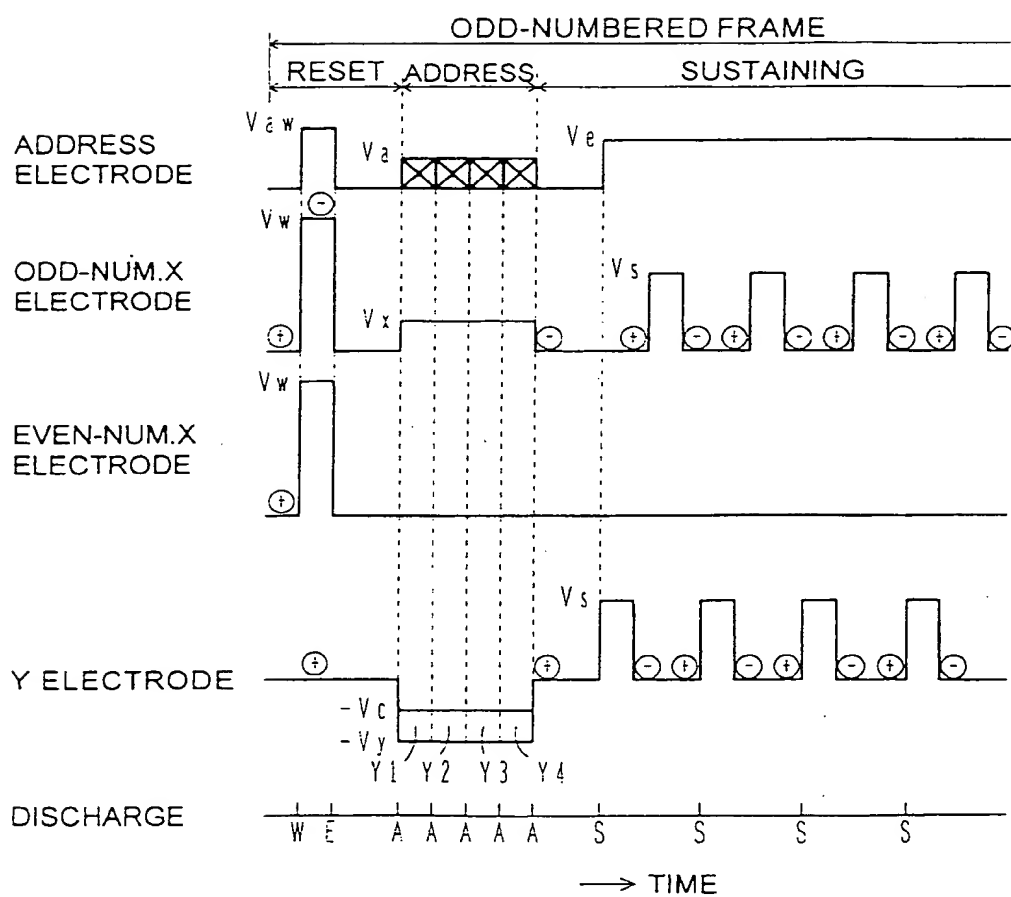 ODD-NUMBERED FRAME
RESET ADDRESS SUSTAINING
Vaw
ADDRESS
ELECTRODE
Va
Ve
−
Vw
ODD-NUM.X
ELECTRODE
Vs
Vx
+ − + − + − + − + −
Vw
EVEN-NUM.X
ELECTRODE
+
Vs
+ + − + − + − + −
Y ELECTRODE
-Vc
-Vy
Y1 Y2 Y3 Y4
DISCHARGE
W E A A A A A S S S S
→ TIME